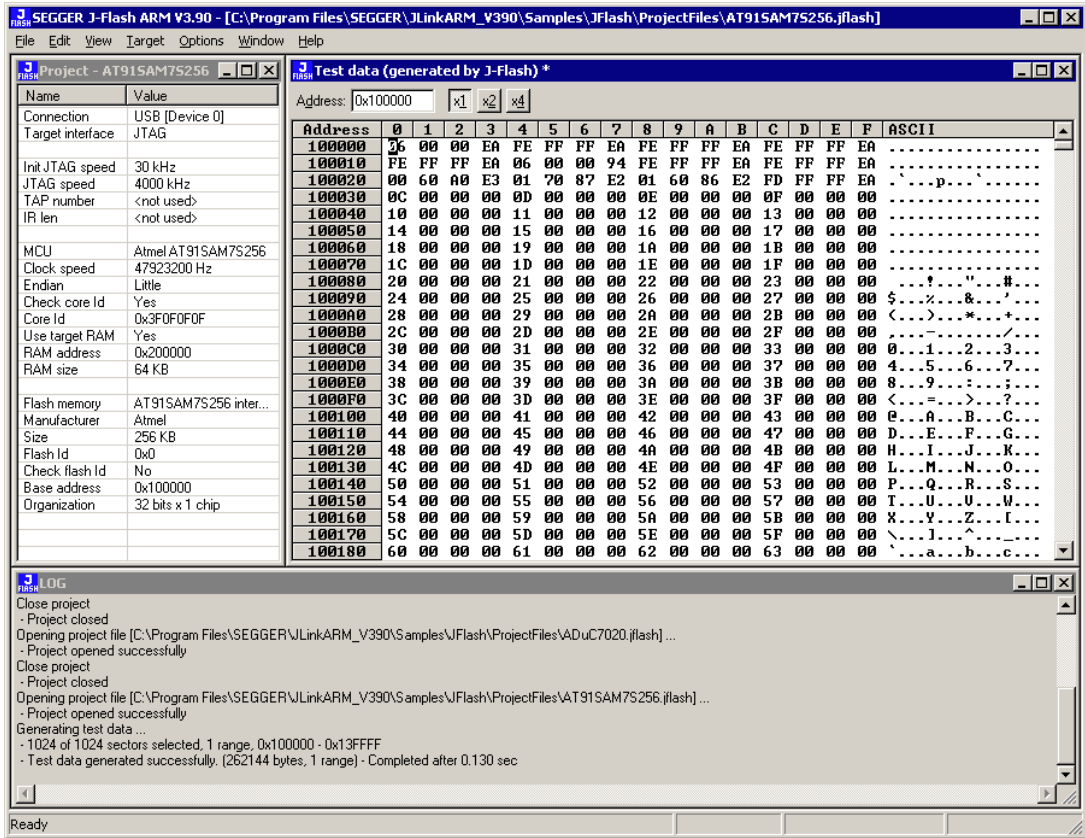 SEGGER J-Flash ARM V3.90 - [C:\Program Files\SEGGER\JLinkARM_V390\Samples\JFlash\ProjectFiles\AT91SAM7S256.jflash]
File Edit View Target Options Window Help
Project - AT91SAM7S256
Name Value
Connection USB [Device 0]
Target interface JTAG
Init JTAG speed 30 kHz
JTAG speed 4000 kHz
TAP number <not used>
IR len <not used>
MCU Atmel AT91SAM7S256
Clock speed 47923200 Hz
Endian Little
Check core Id Yes
Core Id 0x3F0F0F0F
Use target RAM Yes
RAM address 0x200000
RAM size 64 KB
Flash memory AT91SAM7S256 inter...
Manufacturer Atmel
Size 256 KB
Flash Id 0x0
Check flash Id No
Base address 0x100000
Organization 32 bits x 1 chip
Test data (generated by J-Flash) *
Address: 0x100000 x1 x2 x4
Address 0 1 2 3 4 5 6 7 8 9 A B C D E F ASCII
100000 06 00 00 EA FE FF FF EA FE FF FF EA FE FF FF EA ................
100010 FE FF FF EA 06 00 00 94 FE FF FF EA FE FF FF EA ................
100020 00 60 A0 E3 01 70 87 E2 01 60 86 E2 FD FF FF EA .`...p...`......
100030 0C 00 00 00 0D 00 00 00 0E 00 00 00 0F 00 00 00 ................
100040 10 00 00 00 11 00 00 00 12 00 00 00 13 00 00 00 ................
100050 14 00 00 00 15 00 00 00 16 00 00 00 17 00 00 00 ................
100060 18 00 00 00 19 00 00 00 1A 00 00 00 1B 00 00 00 ................
100070 1C 00 00 00 1D 00 00 00 1E 00 00 00 1F 00 00 00 ................
100080 20 00 00 00 21 00 00 00 22 00 00 00 23 00 00 00 ...!..."...#...
100090 24 00 00 00 25 00 00 00 26 00 00 00 27 00 00 00 $...%...&...'...
1000A0 28 00 00 00 29 00 00 00 2A 00 00 00 2B 00 00 00 (...)...*...+...
1000B0 2C 00 00 00 2D 00 00 00 2E 00 00 00 2F 00 00 00 ,...-......./...
1000C0 30 00 00 00 31 00 00 00 32 00 00 00 33 00 00 00 0...1...2...3...
1000D0 34 00 00 00 35 00 00 00 36 00 00 00 37 00 00 00 4...5...6...7...
1000E0 38 00 00 00 39 00 00 00 3A 00 00 00 3B 00 00 00 8...9...:...;...
1000F0 3C 00 00 00 3D 00 00 00 3E 00 00 00 3F 00 00 00 <...=...>...?...
100100 40 00 00 00 41 00 00 00 42 00 00 00 43 00 00 00 @...A...B...C...
100110 44 00 00 00 45 00 00 00 46 00 00 00 47 00 00 00 D...E...F...G...
100120 48 00 00 00 49 00 00 00 4A 00 00 00 4B 00 00 00 H...I...J...K...
100130 4C 00 00 00 4D 00 00 00 4E 00 00 00 4F 00 00 00 L...M...N...O...
100140 50 00 00 00 51 00 00 00 52 00 00 00 53 00 00 00 P...Q...R...S...
100150 54 00 00 00 55 00 00 00 56 00 00 00 57 00 00 00 T...U...V...W...
100160 58 00 00 00 59 00 00 00 5A 00 00 00 5B 00 00 00 X...Y...Z...[...
100170 5C 00 00 00 5D 00 00 00 5E 00 00 00 5F 00 00 00 \...]...^..._...
100180 60 00 00 00 61 00 00 00 62 00 00 00 63 00 00 00 `...a...b...c...
LOG
Close project
- Project closed
Opening project file [C:\Program Files\SEGGER\JLinkARM_V390\Samples\JFlash\ProjectFiles\ADuC7020.jflash] ...
- Project opened successfully
Close project
- Project closed
Opening project file [C:\Program Files\SEGGER\JLinkARM_V390\Samples\JFlash\ProjectFiles\AT91SAM7S256.jflash] ...
- Project opened successfully
Generating test data ...
- 1024 of 1024 sectors selected, 1 range, 0x100000 - 0x13FFFF
- Test data generated successfully. (262144 bytes, 1 range) - Completed after 0.130 sec
Ready